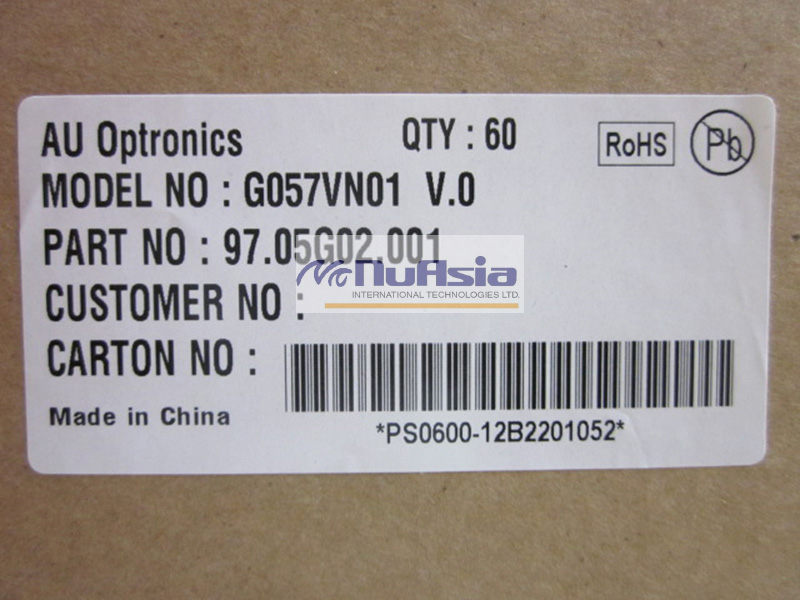 AU Optronics
QTY : 60
RoHS
Pb
MODEL NO : G057VN01 V.0
PART NO : 97.05G02.001
NuAsia
INTERNATIONAL TECHNOLOGIES LTD.
CUSTOMER NO :
CARTON NO :
Made in China
*PS0600-12B2201052*